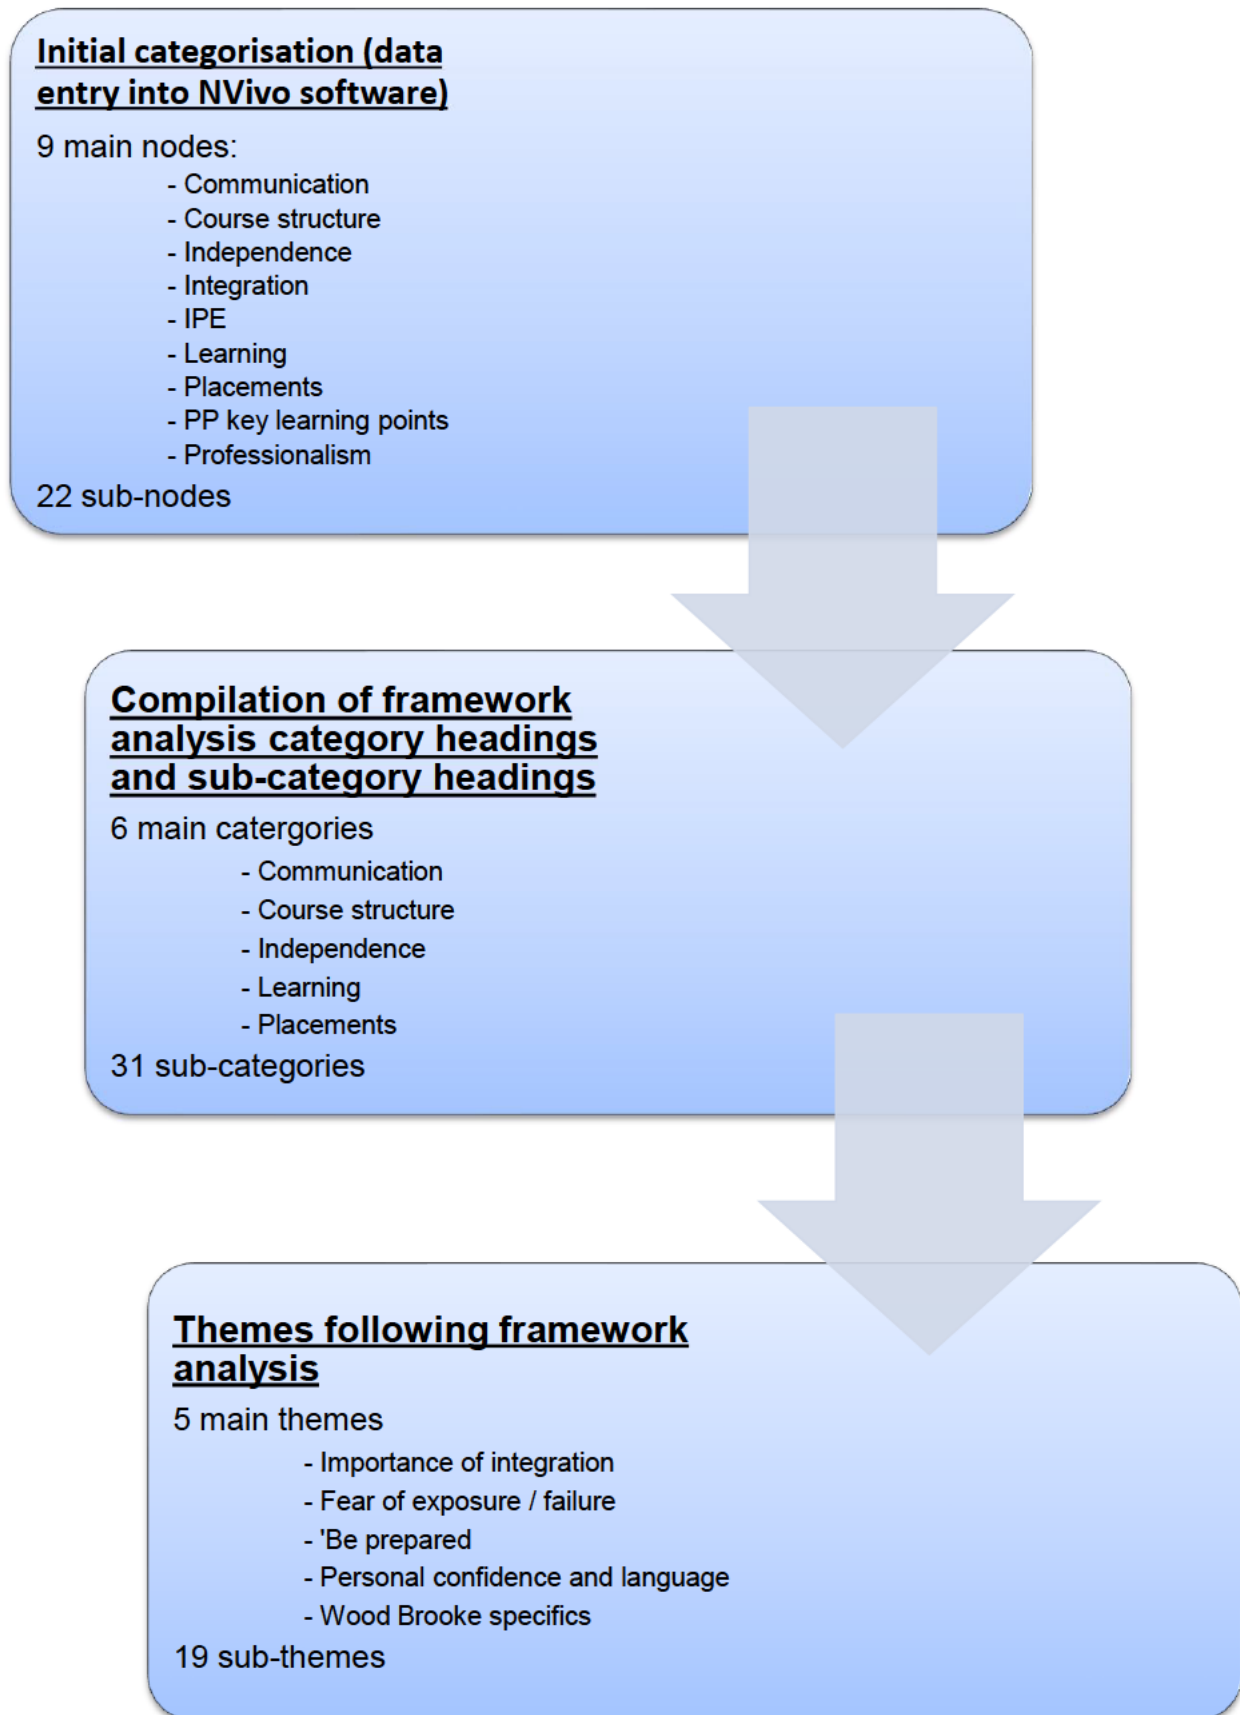 Initial categorisation (data
entry into NVivo software)
9 main nodes:
- Communication
- Course structure
- Independence
- Integration
- IPE
- Learning
- Placements
- PP key learning points
- Professionalism
22 sub-nodes
Compilation of framework
analysis category headings
and sub-category headings
6 main catergories
- Communication
- Course structure
- Independence
- Learning
- Placements
31 sub-categories
Themes following framework
analysis
5 main themes
- Importance of integration
- Fear of exposure / failure
- 'Be prepared
- Personal confidence and language
- Wood Brooke specifics
19 sub-themes